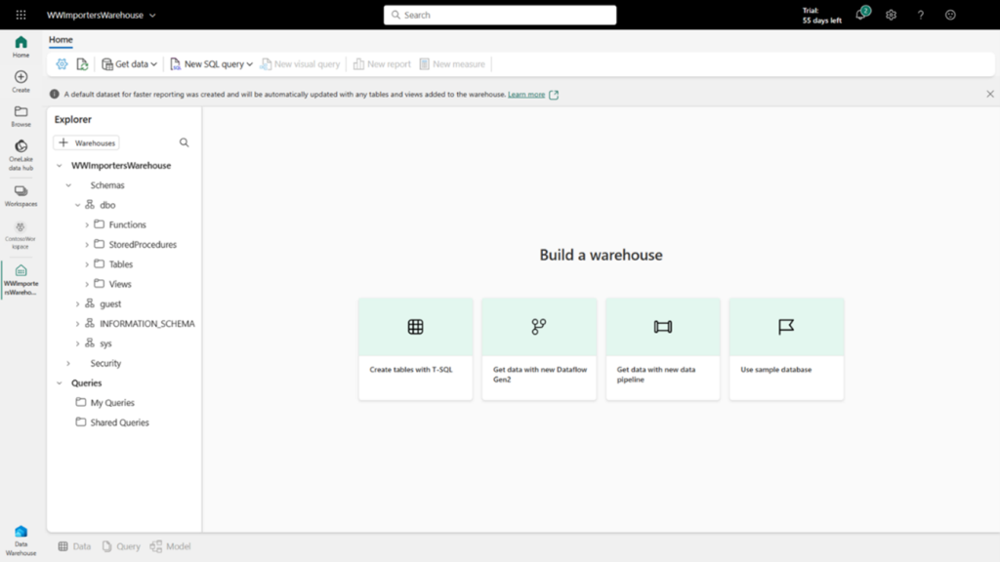 WWImportersWarehouse
Search
Trial:
55 days left
2
?
Home
Create
Browse
OneLake
data hub
Workspaces
ContosoWor
kspace
WWImporte
rsWareho...
Data
Warehouse
Home
Get data
New SQL query
New visual query
New report
New measure
A default dataset for faster reporting was created and will be automatically updated with any tables and views added to the warehouse. Learn more
Explorer
+ Warehouses
WWImportersWarehouse
Schemas
dbo
Functions
StoredProcedures
Tables
Views
guest
INFORMATION_SCHEMA
sys
Security
Queries
My Queries
Shared Queries
Build a warehouse
Create tables with T-SQL
Get data with new Dataflow
Gen2
Get data with new data
pipeline
Use sample database
Data
Query
Model